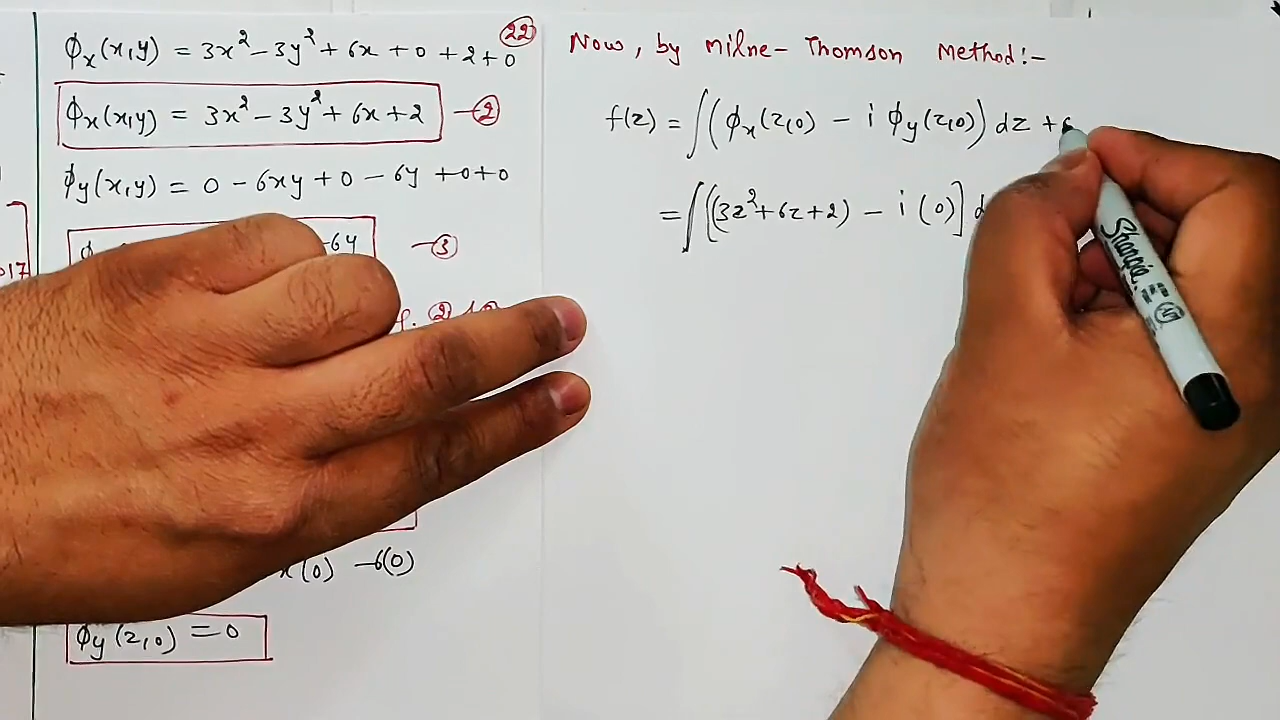 22
ϕx(x,y) = 3x² - 3y² + 6x + 0 + 2 + 0
ϕx(x,y) = 3x² - 3y² + 6x + 2 — 2
ϕy(x,y) = 0 - 6xy + 0 - 6y + 0 + 0
-6y — 3
017
(0) - 6(0)
ϕy(z,0) = 0
Now, by Milne-Thomson Method:-
f(z) = ∫(ϕx(z,0) - i ϕy(z,0)) dz +
= ∫[(3z² + 6z + 2) - i (0)] d
Sharpie